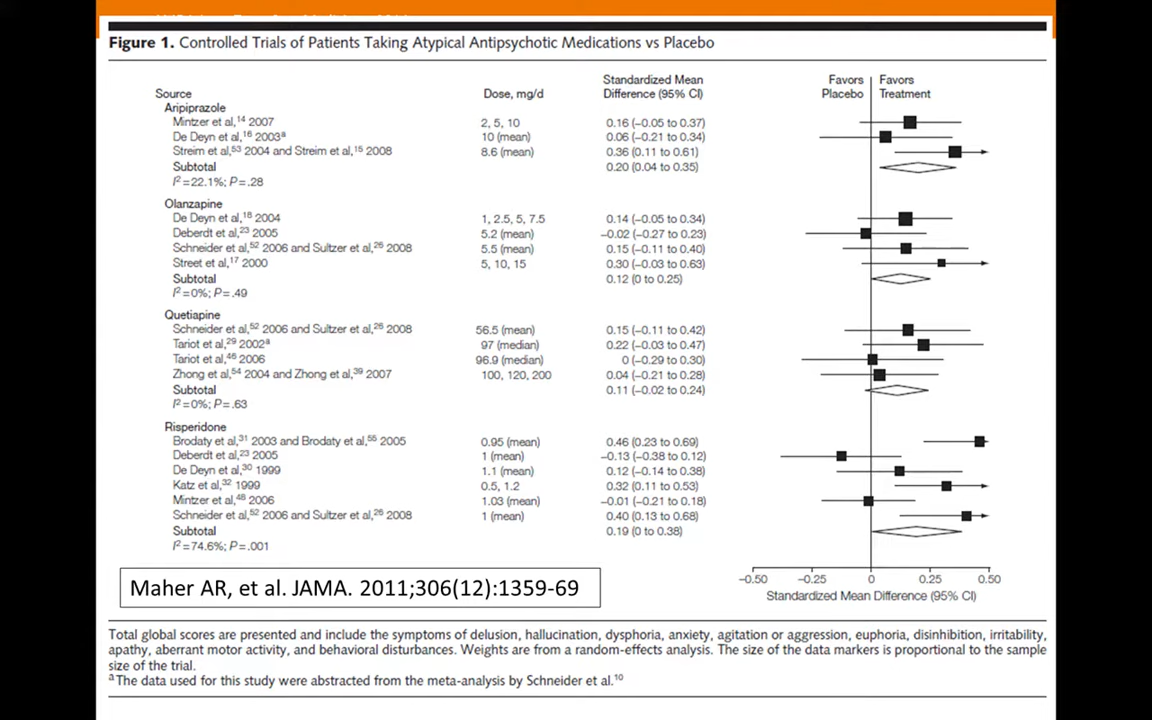 Figure 1. Controlled Trials of Patients Taking Atypical Antipsychotic Medications vs Placebo
Source Dose, mg/d Standardized Mean Difference (95% CI) Favors Placebo Favors Treatment
Aripiprazole
Mintzer et al,14 2007 2, 5, 10 0.16 (−0.05 to 0.37)
De Deyn et al,16 2003a 10 (mean) 0.06 (−0.21 to 0.34)
Streim et al,53 2004 and Streim et al,15 2008 8.6 (mean) 0.36 (0.11 to 0.61)
Subtotal 0.20 (0.04 to 0.35)
I2=22.1%; P=.28
Olanzapine
De Deyn et al,18 2004 1, 2.5, 5, 7.5 0.14 (−0.05 to 0.34)
Deberdt et al,23 2005 5.2 (mean) −0.02 (−0.27 to 0.23)
Schneider et al,52 2006 and Sultzer et al,26 2008 5.5 (mean) 0.15 (−0.11 to 0.40)
Street et al,17 2000 5, 10, 15 0.30 (−0.03 to 0.63)
Subtotal 0.12 (0 to 0.25)
I2=0%; P=.49
Quetiapine
Schneider et al,52 2006 and Sultzer et al,26 2008 56.5 (mean) 0.15 (−0.11 to 0.42)
Tariot et al,29 2002a 97 (median) 0.22 (−0.03 to 0.47)
Tariot et al,46 2006 96.9 (median) 0 (−0.29 to 0.30)
Zhong et al,54 2004 and Zhong et al,39 2007 100, 120, 200 0.04 (−0.21 to 0.28)
Subtotal 0.11 (−0.02 to 0.24)
I2=0%; P=.63
Risperidone
Brodaty et al,31 2003 and Brodaty et al,55 2005 0.95 (mean) 0.46 (0.23 to 0.69)
Deberdt et al,23 2005 1 (mean) −0.13 (−0.38 to 0.12)
De Deyn et al,30 1999 1.1 (mean) 0.12 (−0.14 to 0.38)
Katz et al,32 1999 0.5, 1.2 0.32 (0.11 to 0.53)
Mintzer et al,48 2006 1.03 (mean) −0.01 (−0.21 to 0.18)
Schneider et al,52 2006 and Sultzer et al,26 2008 1 (mean) 0.40 (0.13 to 0.68)
Subtotal 0.19 (0 to 0.38)
I2=74.6%; P=.001
−0.50 −0.25 0 0.25 0.50
Standardized Mean Difference (95% CI)
Maher AR, et al. JAMA. 2011;306(12):1359-69
Total global scores are presented and include the symptoms of delusion, hallucination, dysphoria, anxiety, agitation or aggression, euphoria, disinhibition, irritability,
apathy, aberrant motor activity, and behavioral disturbances. Weights are from a random-effects analysis. The size of the data markers is proportional to the sample
size of the trial.
aThe data used for this study were abstracted from the meta-analysis by Schneider et al.10